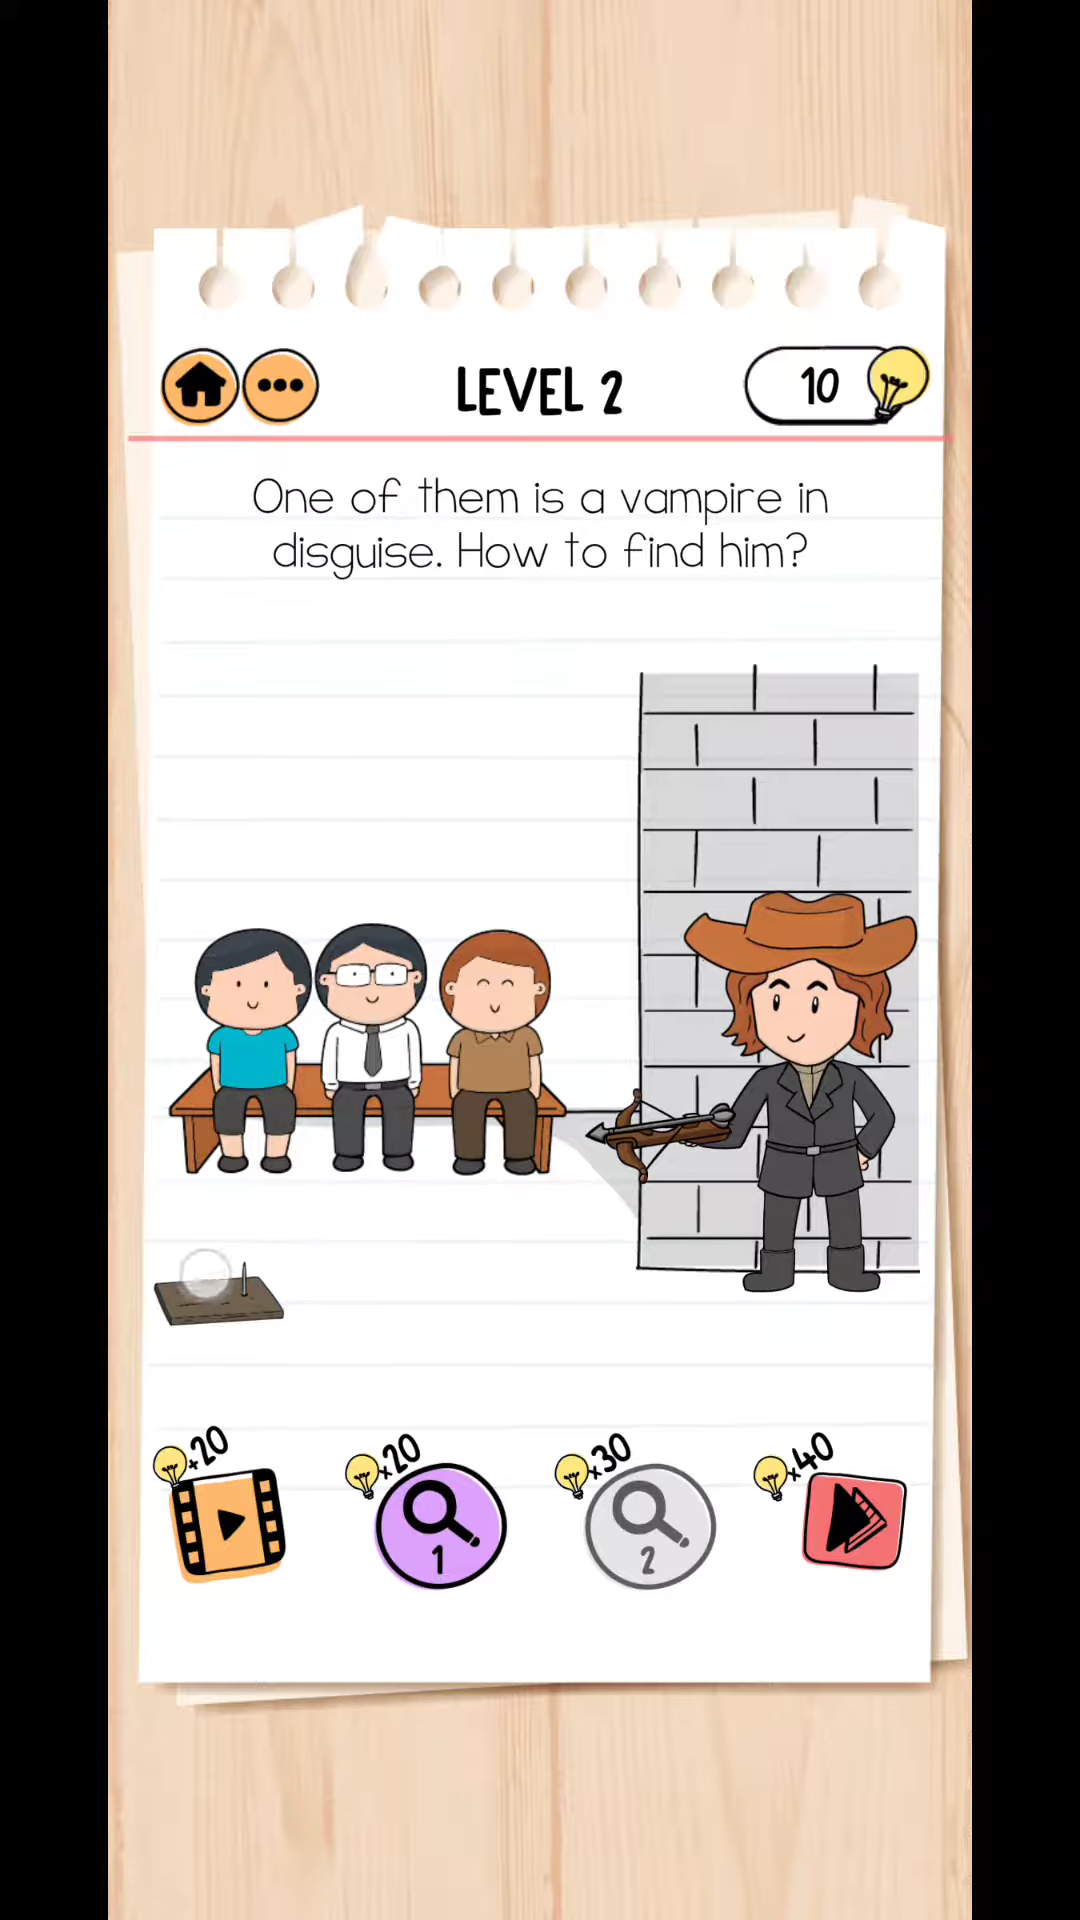 LEVEL 2
10
One of them is a vampire in
disguise. How to find him?
+20
x20
x30
x40
1
2